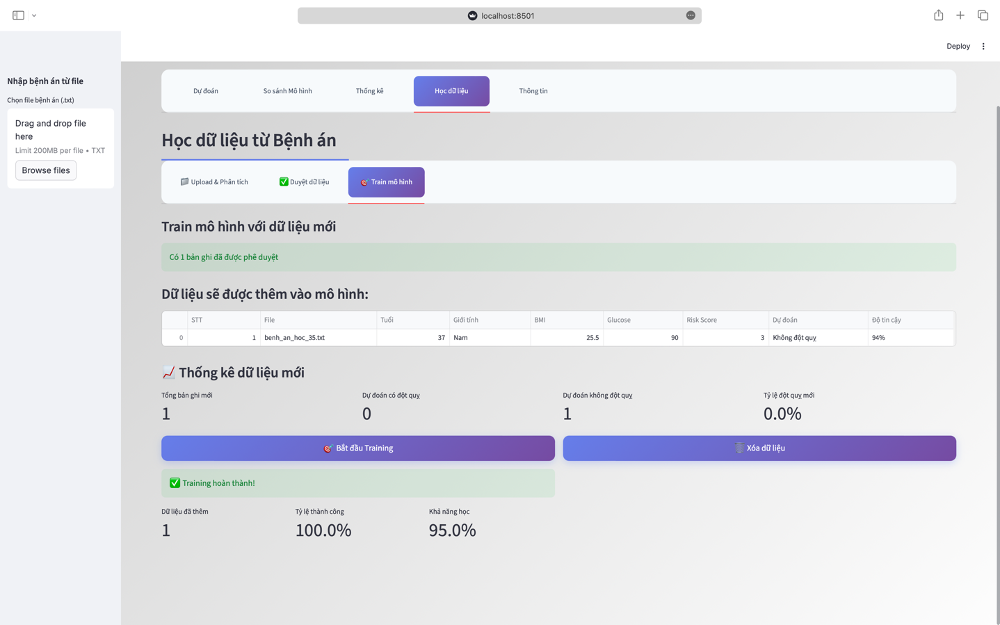 localhost:8501
Deploy
Nhập bệnh án từ file
Chọn file bệnh án (.txt)
Drag and drop file
here
Limit 200MB per file • TXT
Browse files
Dự đoán So sánh Mô hình Thống kê Học dữ liệu Thông tin
Học dữ liệu từ Bệnh án
Upload & Phân tích ✅ Duyệt dữ liệu 🎯 Train mô hình
Train mô hình với dữ liệu mới
Có 1 bản ghi đã được phê duyệt
Dữ liệu sẽ được thêm vào mô hình:
STT File Tuổi Giới tính BMI Glucose Risk Score Dự đoán Độ tin cậy
0 1 benh_an_hoc_35.txt 37 Nam 25.5 90 3 Không đột quỵ 94%
📈 Thống kê dữ liệu mới
Tổng bản ghi mới Dự đoán có đột quỵ Dự đoán không đột quỵ Tỷ lệ đột quỵ mới
1 0 1 0.0%
🎯 Bắt đầu Training 🗑️ Xóa dữ liệu
✅ Training hoàn thành!
Dữ liệu đã thêm Tỷ lệ thành công Khả năng học
1 100.0% 95.0%